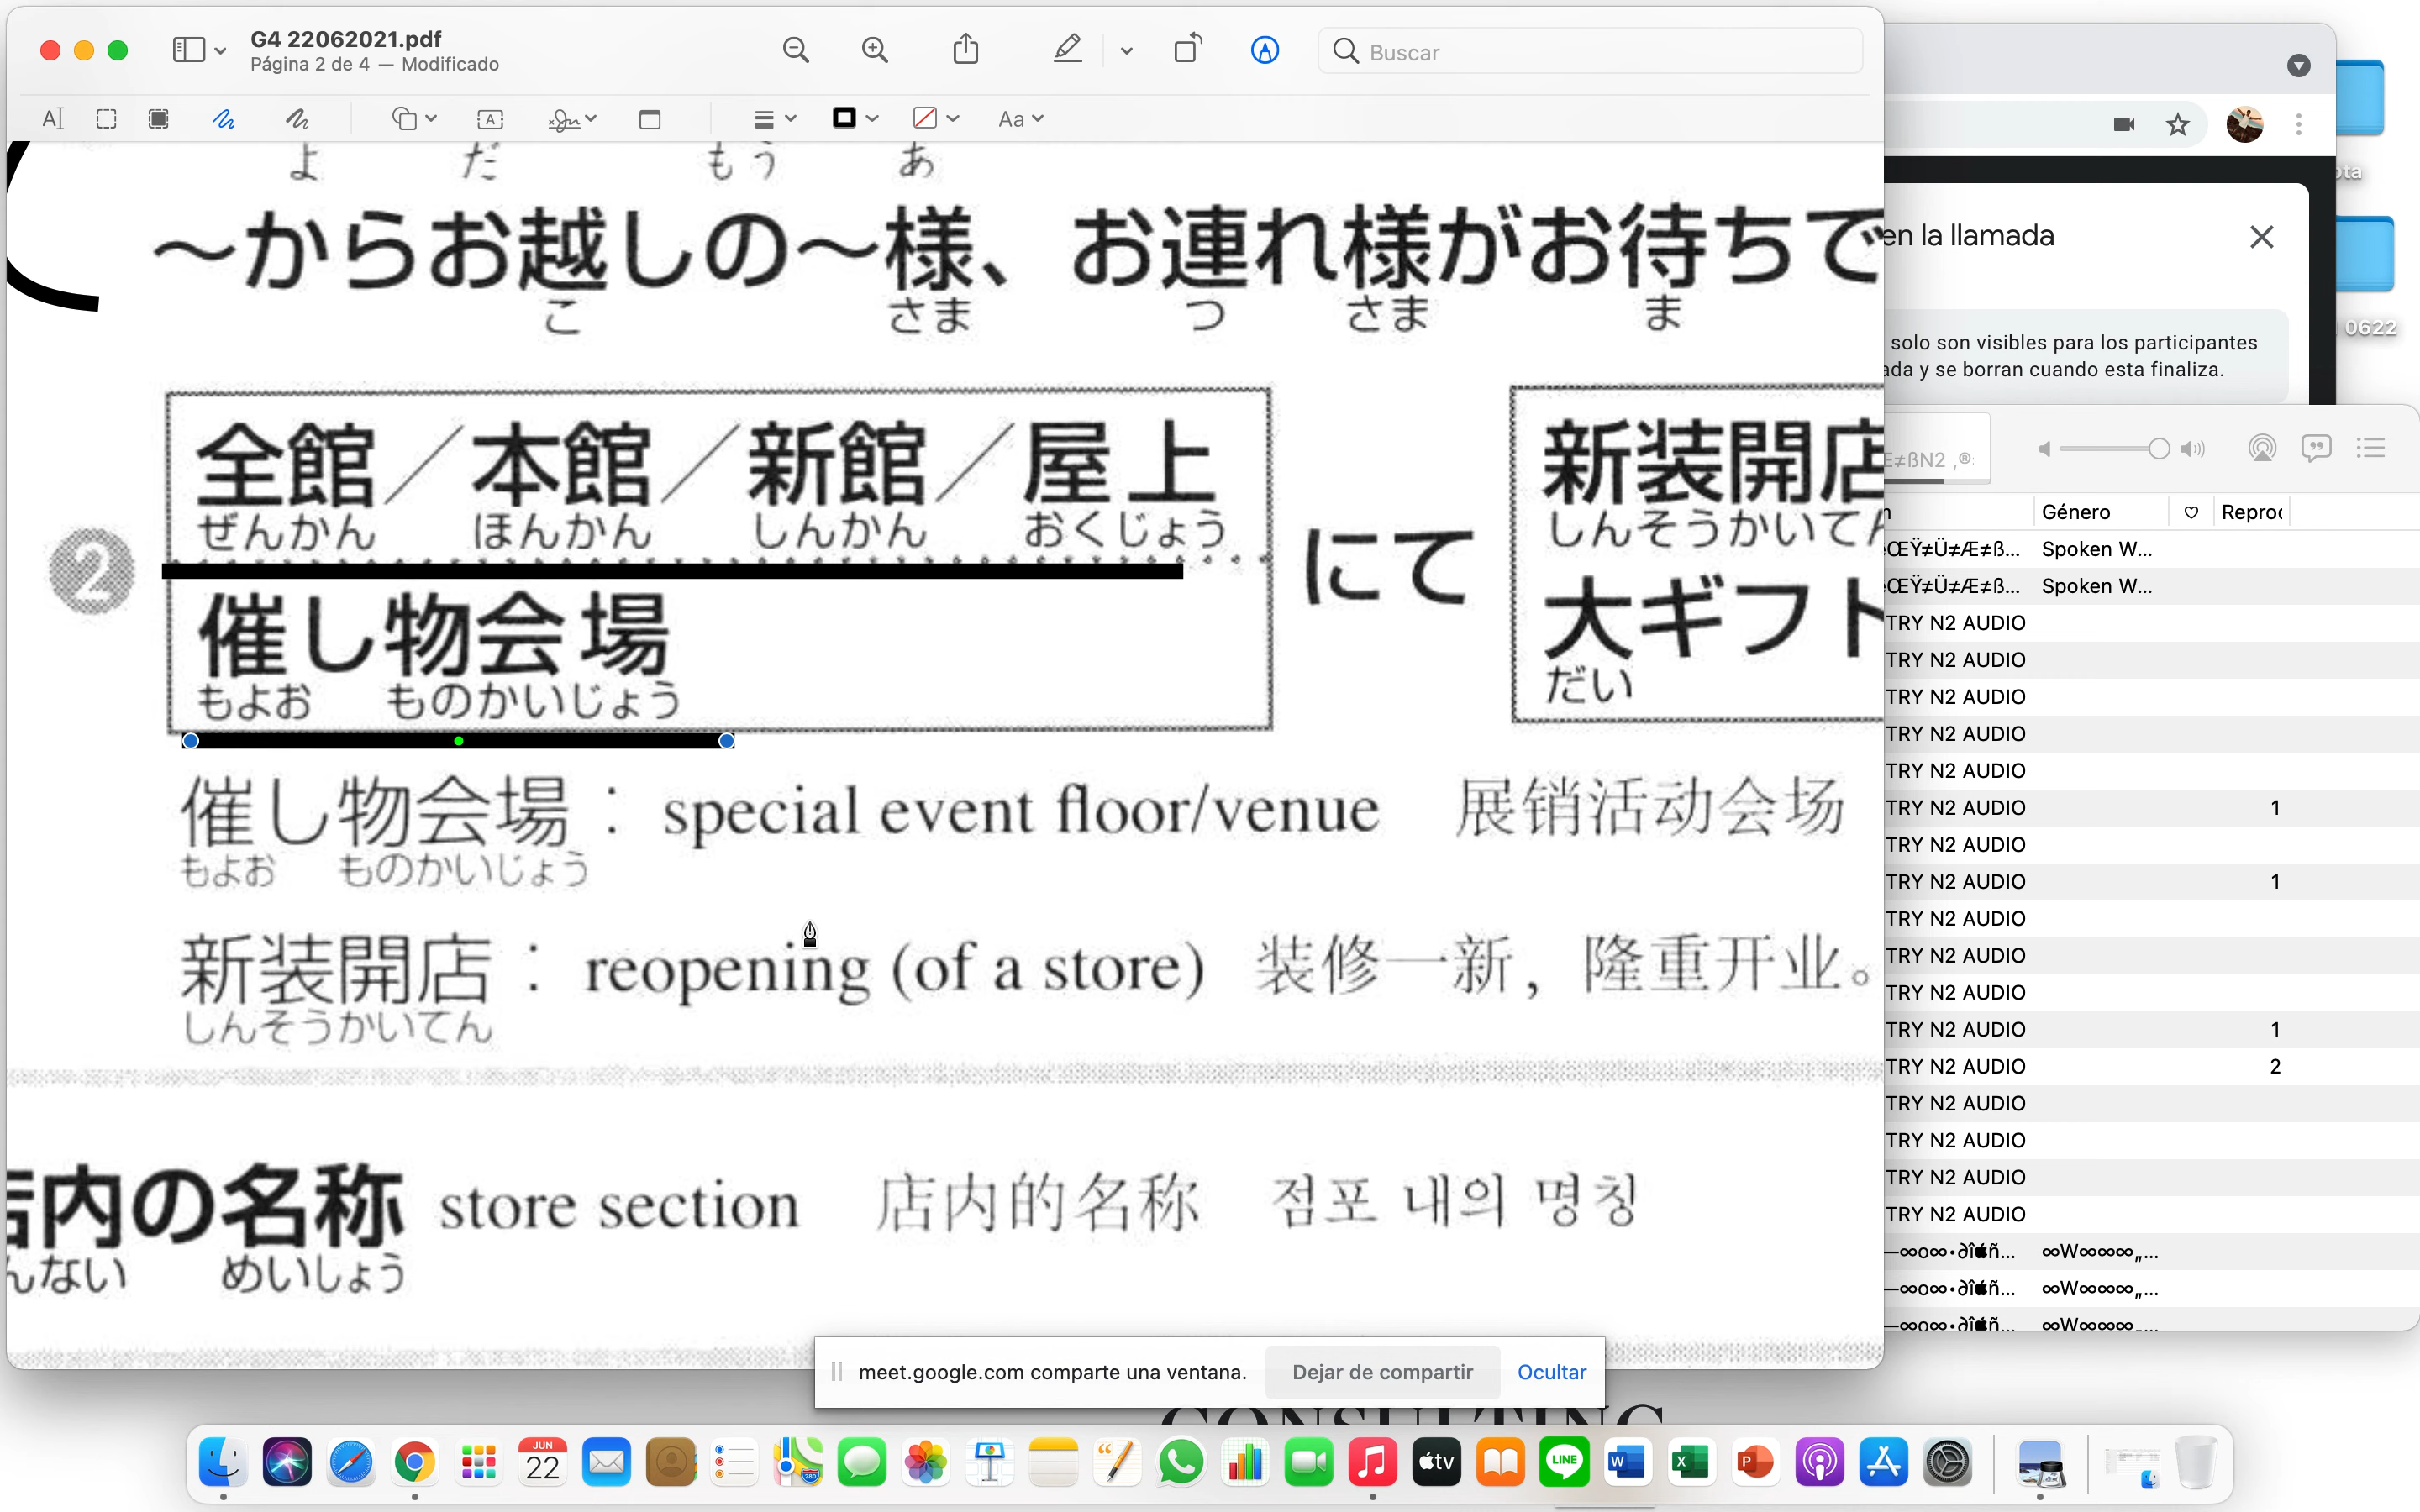 G4 22062021.pdf
Página 2 de 4 — Modificado
Buscar
Aa
よ だ もう あ
～からお越しの～様、お連れ様がお待ちで
こ さま つ さま ま
全館／本館／新館／屋上
ぜんかん ほんかん しんかん おくじょう
2
にて
催し物会場
もよお ものかいじょう
新装開店
しんそうかいてん
大ギフト
だい
催し物会場： special event floor/venue 展销活动会场
もよお ものかいじょう
新装開店： reopening (of a store) 装修一新，隆重开业。
しんそうかいてん
店内の名称 store section 店内的名称 점포 내의 명칭
んない めいしょう
en la llamada
solo son visibles para los participantes
ada y se borran cuando esta finaliza.
ota
0622
Género Reproc
Spoken W...
Spoken W...
TRY N2 AUDIO
TRY N2 AUDIO
TRY N2 AUDIO
TRY N2 AUDIO
TRY N2 AUDIO
TRY N2 AUDIO 1
TRY N2 AUDIO
TRY N2 AUDIO 1
TRY N2 AUDIO
TRY N2 AUDIO
TRY N2 AUDIO
TRY N2 AUDIO 1
TRY N2 AUDIO 2
TRY N2 AUDIO
TRY N2 AUDIO
TRY N2 AUDIO
TRY N2 AUDIO
meet.google.com comparte una ventana.
Dejar de compartir
Ocultar
CONSULTING
JUN
22
280
tv
LINE
W
X
P